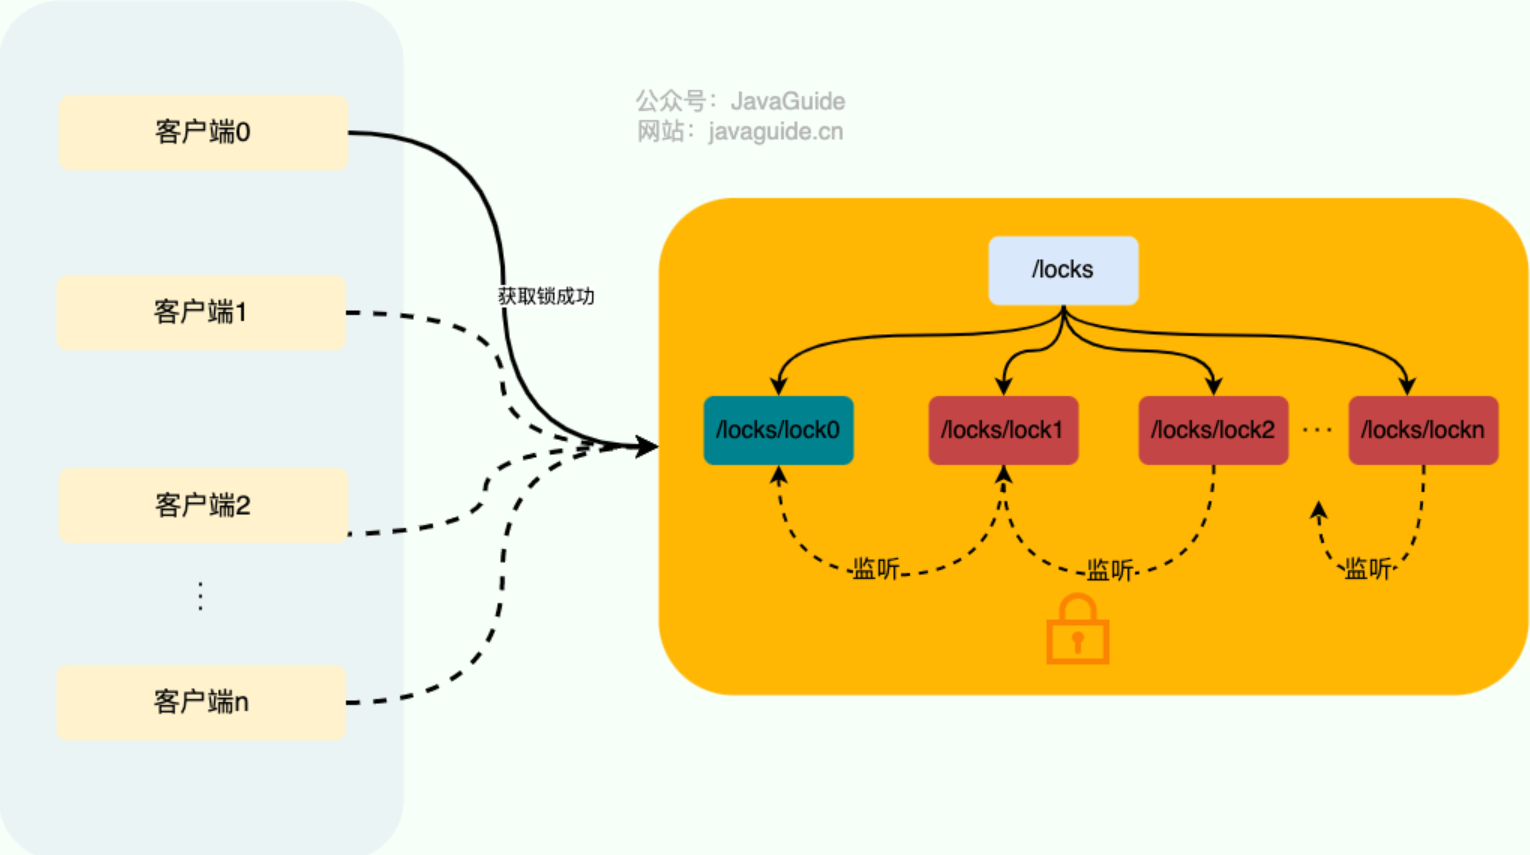 公众号：JavaGuide
网站：javaguide.cn
客户端0
客户端1
客户端2
⋮
客户端n
获取锁成功
/locks
/locks/lock0
/locks/lock1
/locks/lock2
···
/locks/lockn
监听
监听
监听